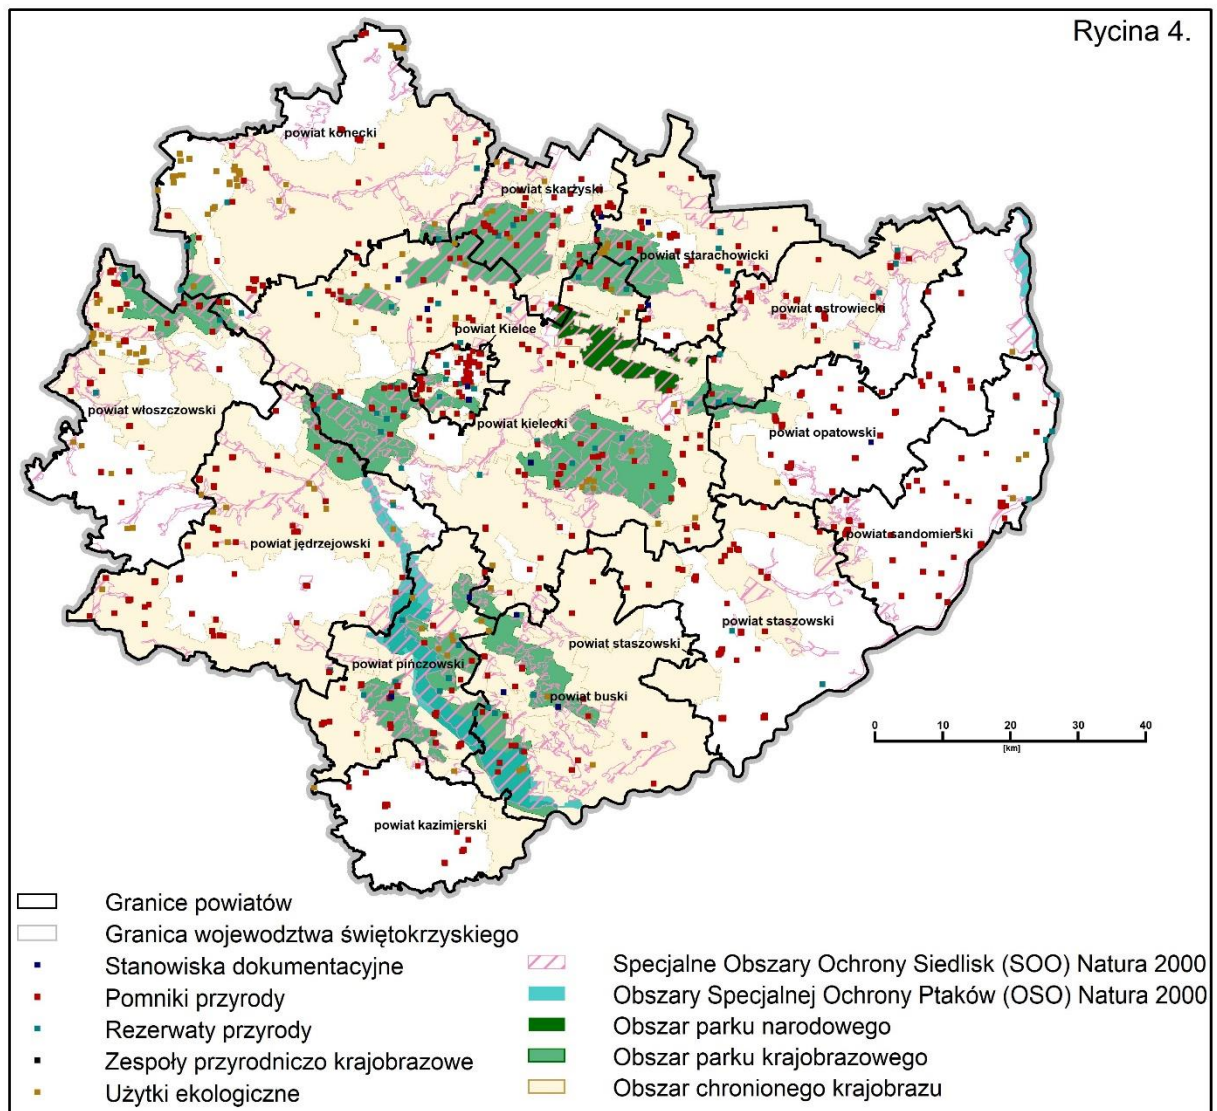 Rycina 4.
powiat konecki
powiat skarżyski
powiat starachowicki
powiat ostrowiecki
powiat Kielce
powiat włoszczowski
powiat kielecki
powiat opatowski
powiat jędrzejowski
powiat sandomierski
powiat staszowski
powiat staszowski
powiat pińczowski
powiat buski
0 10 20 30 40
[km]
powiat kazimierski
Granice powiatów
Granica wojewodztwa świętokrzyskiego
Stanowiska dokumentacyjne
Pomniki przyrody
Rezerwaty przyrody
Zespoły przyrodniczo krajobrazowe
Użytki ekologiczne
Specjalne Obszary Ochrony Siedlisk (SOO) Natura 2000
Obszary Specjalnej Ochrony Ptaków (OSO) Natura 2000
Obszar parku narodowego
Obszar parku krajobrazowego
Obszar chronionego krajobrazu